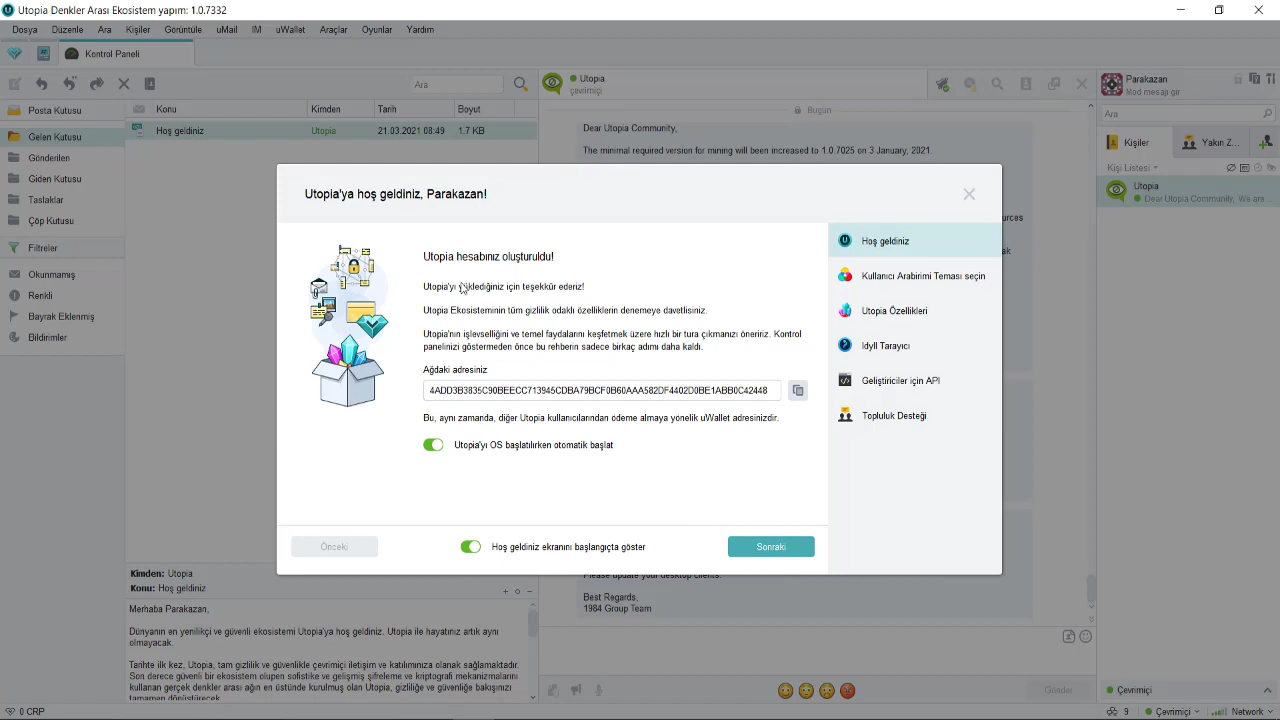 Utopia Denkler Arası Ekosistem yapım: 1.0.7332
Dosya Düzenle Ara Kişiler Görüntüle uMail IM uWallet Araçlar Oyunlar Yardım
Kontrol Paneli
Ara
Posta Kutusu
Gelen Kutusu
Gönderilen
Giden Kutusu
Taslaklar
Çöp Kutusu
Filtreler
Okunmamış
Renkli
Bayrak Eklenmiş
Bildirimler
Konu Kimden Tarih Boyut
Hoş geldiniz Utopia 21.03.2021 08:49 1.7 KB
Utopia
çevrimiçi
Bugün
Dear Utopia Community,
The minimal required version for mining will be increased to 1.0.7025 on 3 January, 2021.
Parakazan
Mod mesajı gir
Ara
Kişiler Yakın Z...
Kişi Listesi
Utopia
Dear Utopia Community, We are
Utopia'ya hoş geldiniz, Parakazan!
Utopia hesabınız oluşturuldu!
Utopia'yı yüklediğiniz için teşekkür ederiz!
Utopia Ekosisteminin tüm gizlilik odaklı özelliklerin denemeye davetlisiniz.
Utopia'nın işlevselliğini ve temel faydalarını keşfetmek üzere hızlı bir tura çıkmanızı öneririz. Kontrol
panelinizi göstermeden önce bu rehberin sadece birkaç adımı daha kaldı.
Ağdaki adresiniz
4ADD3B3835C90BEECC713945CDBA79BCF0B60AAA582DF4402D0BE1ABB0C42448
Bu, aynı zamanda, diğer Utopia kullanıcılarından ödeme almaya yönelik uWallet adresinizdir.
Utopia'yı OS başlatılırken otomatik başlat
Önceki
Hoş geldiniz ekranını başlangıçta göster
Sonraki
Hoş geldiniz
Kullanıcı Arabirimi Teması seçin
Utopia Özellikleri
Idyll Tarayıcı
Geliştiriciler için API
Topluluk Desteği
Kimden: Utopia
Konu: Hoş geldiniz
Merhaba Parakazan,
Dünyanın en yenilikçi ve güvenli ekosistemi Utopia'ya hoş geldiniz. Utopia ile hayatınız artık aynı
olmayacak.
Tarihte ilk kez, Utopia, tam gizlilik ve güvenlikle çevrimiçi iletişim ve katılımınıza olanak sağlamaktadır.
Son derece güvenli bir ekosistem olupen sofistike ve gelişmiş şifreleme ve kriptografi mekanizmalarını
kullanan gerçek denkler arası ağın en üstünde kurulmuş olan Utopia, gizliliğe ve güvenliğe bakışınızı
tamamen dönüştürecek.
Please update your desktop clients.
Best Regards,
1984 Group Team
Gönder
Çevrimiçi
0 CRP
9 Çevrimiçi Network